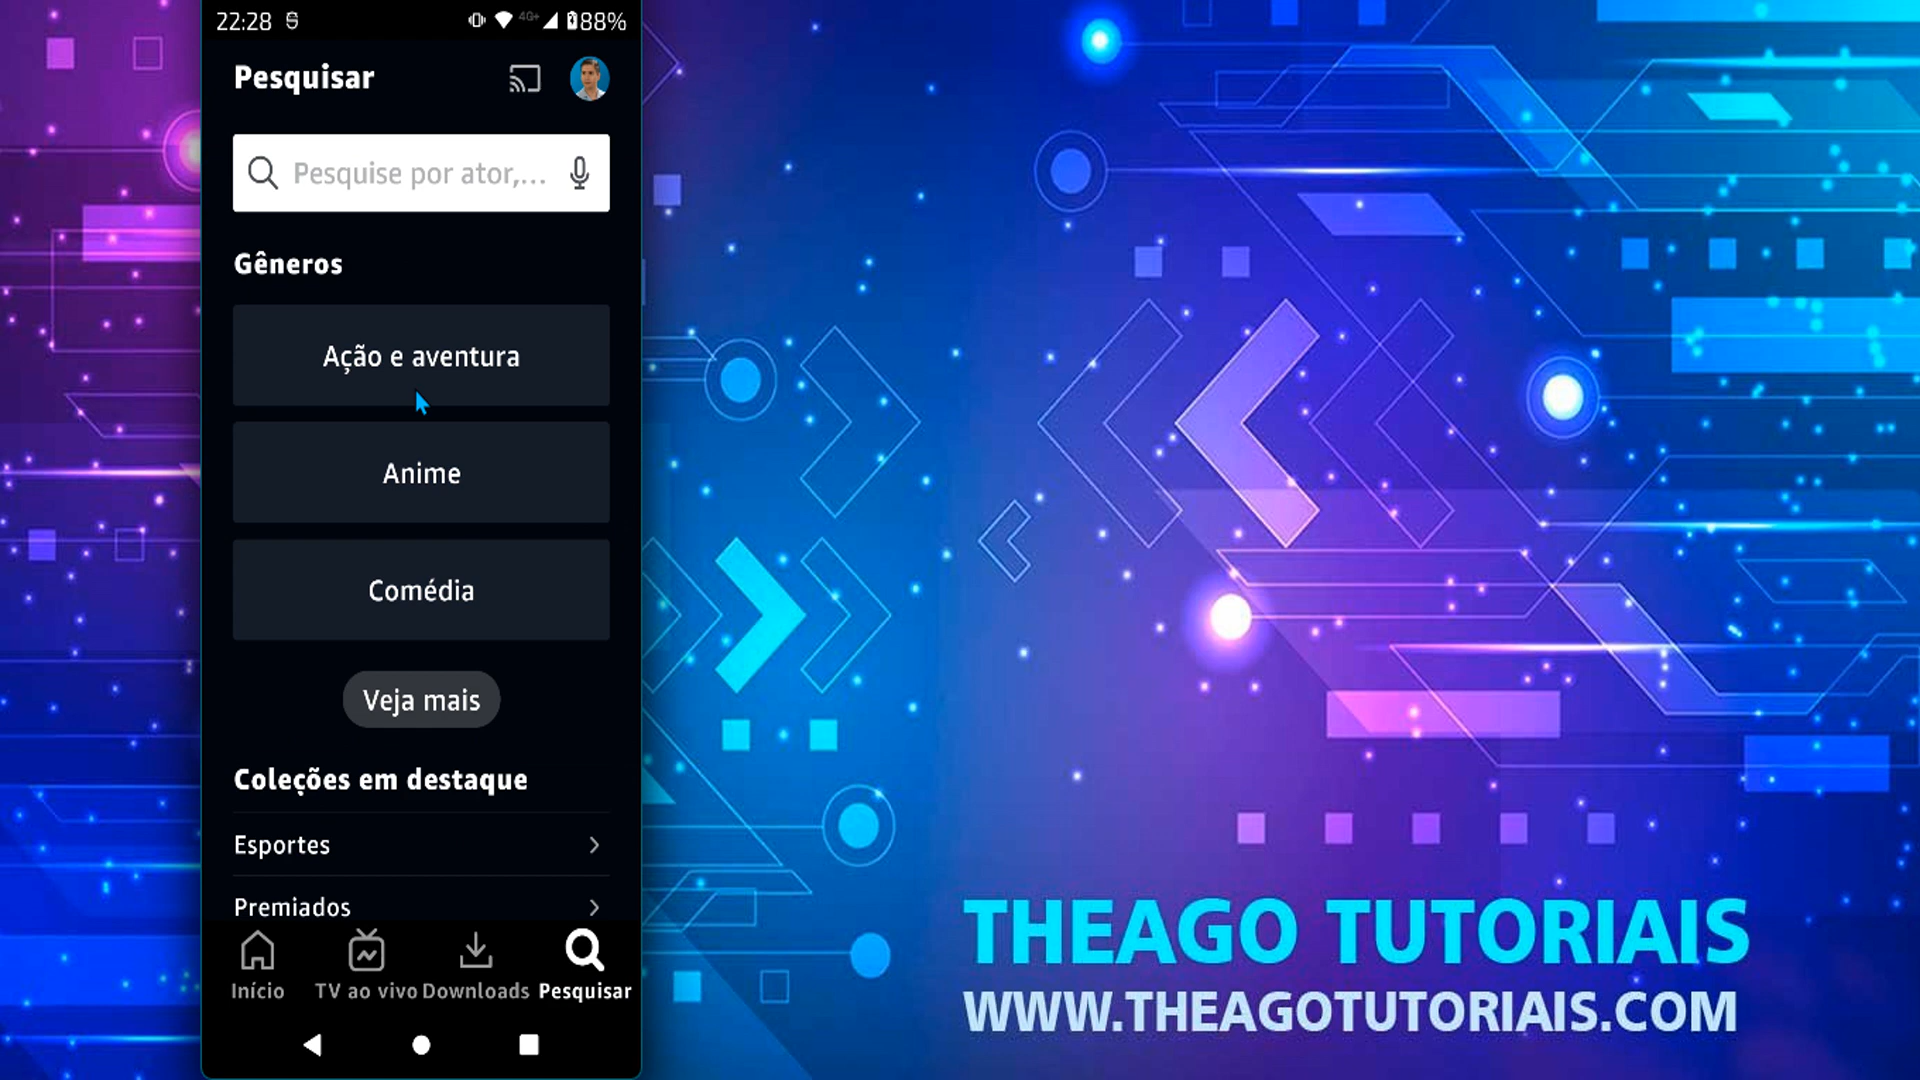 22:28
4G+
88%
Pesquisar
Pesquise por ator,...
Gêneros
Ação e aventura
Anime
Comédia
Veja mais
Coleções em destaque
Esportes
Premiados
Início
TV ao vivo
Downloads
Pesquisar
THEAGO TUTORIAIS
WWW.THEAGOTUTORIAIS.COM